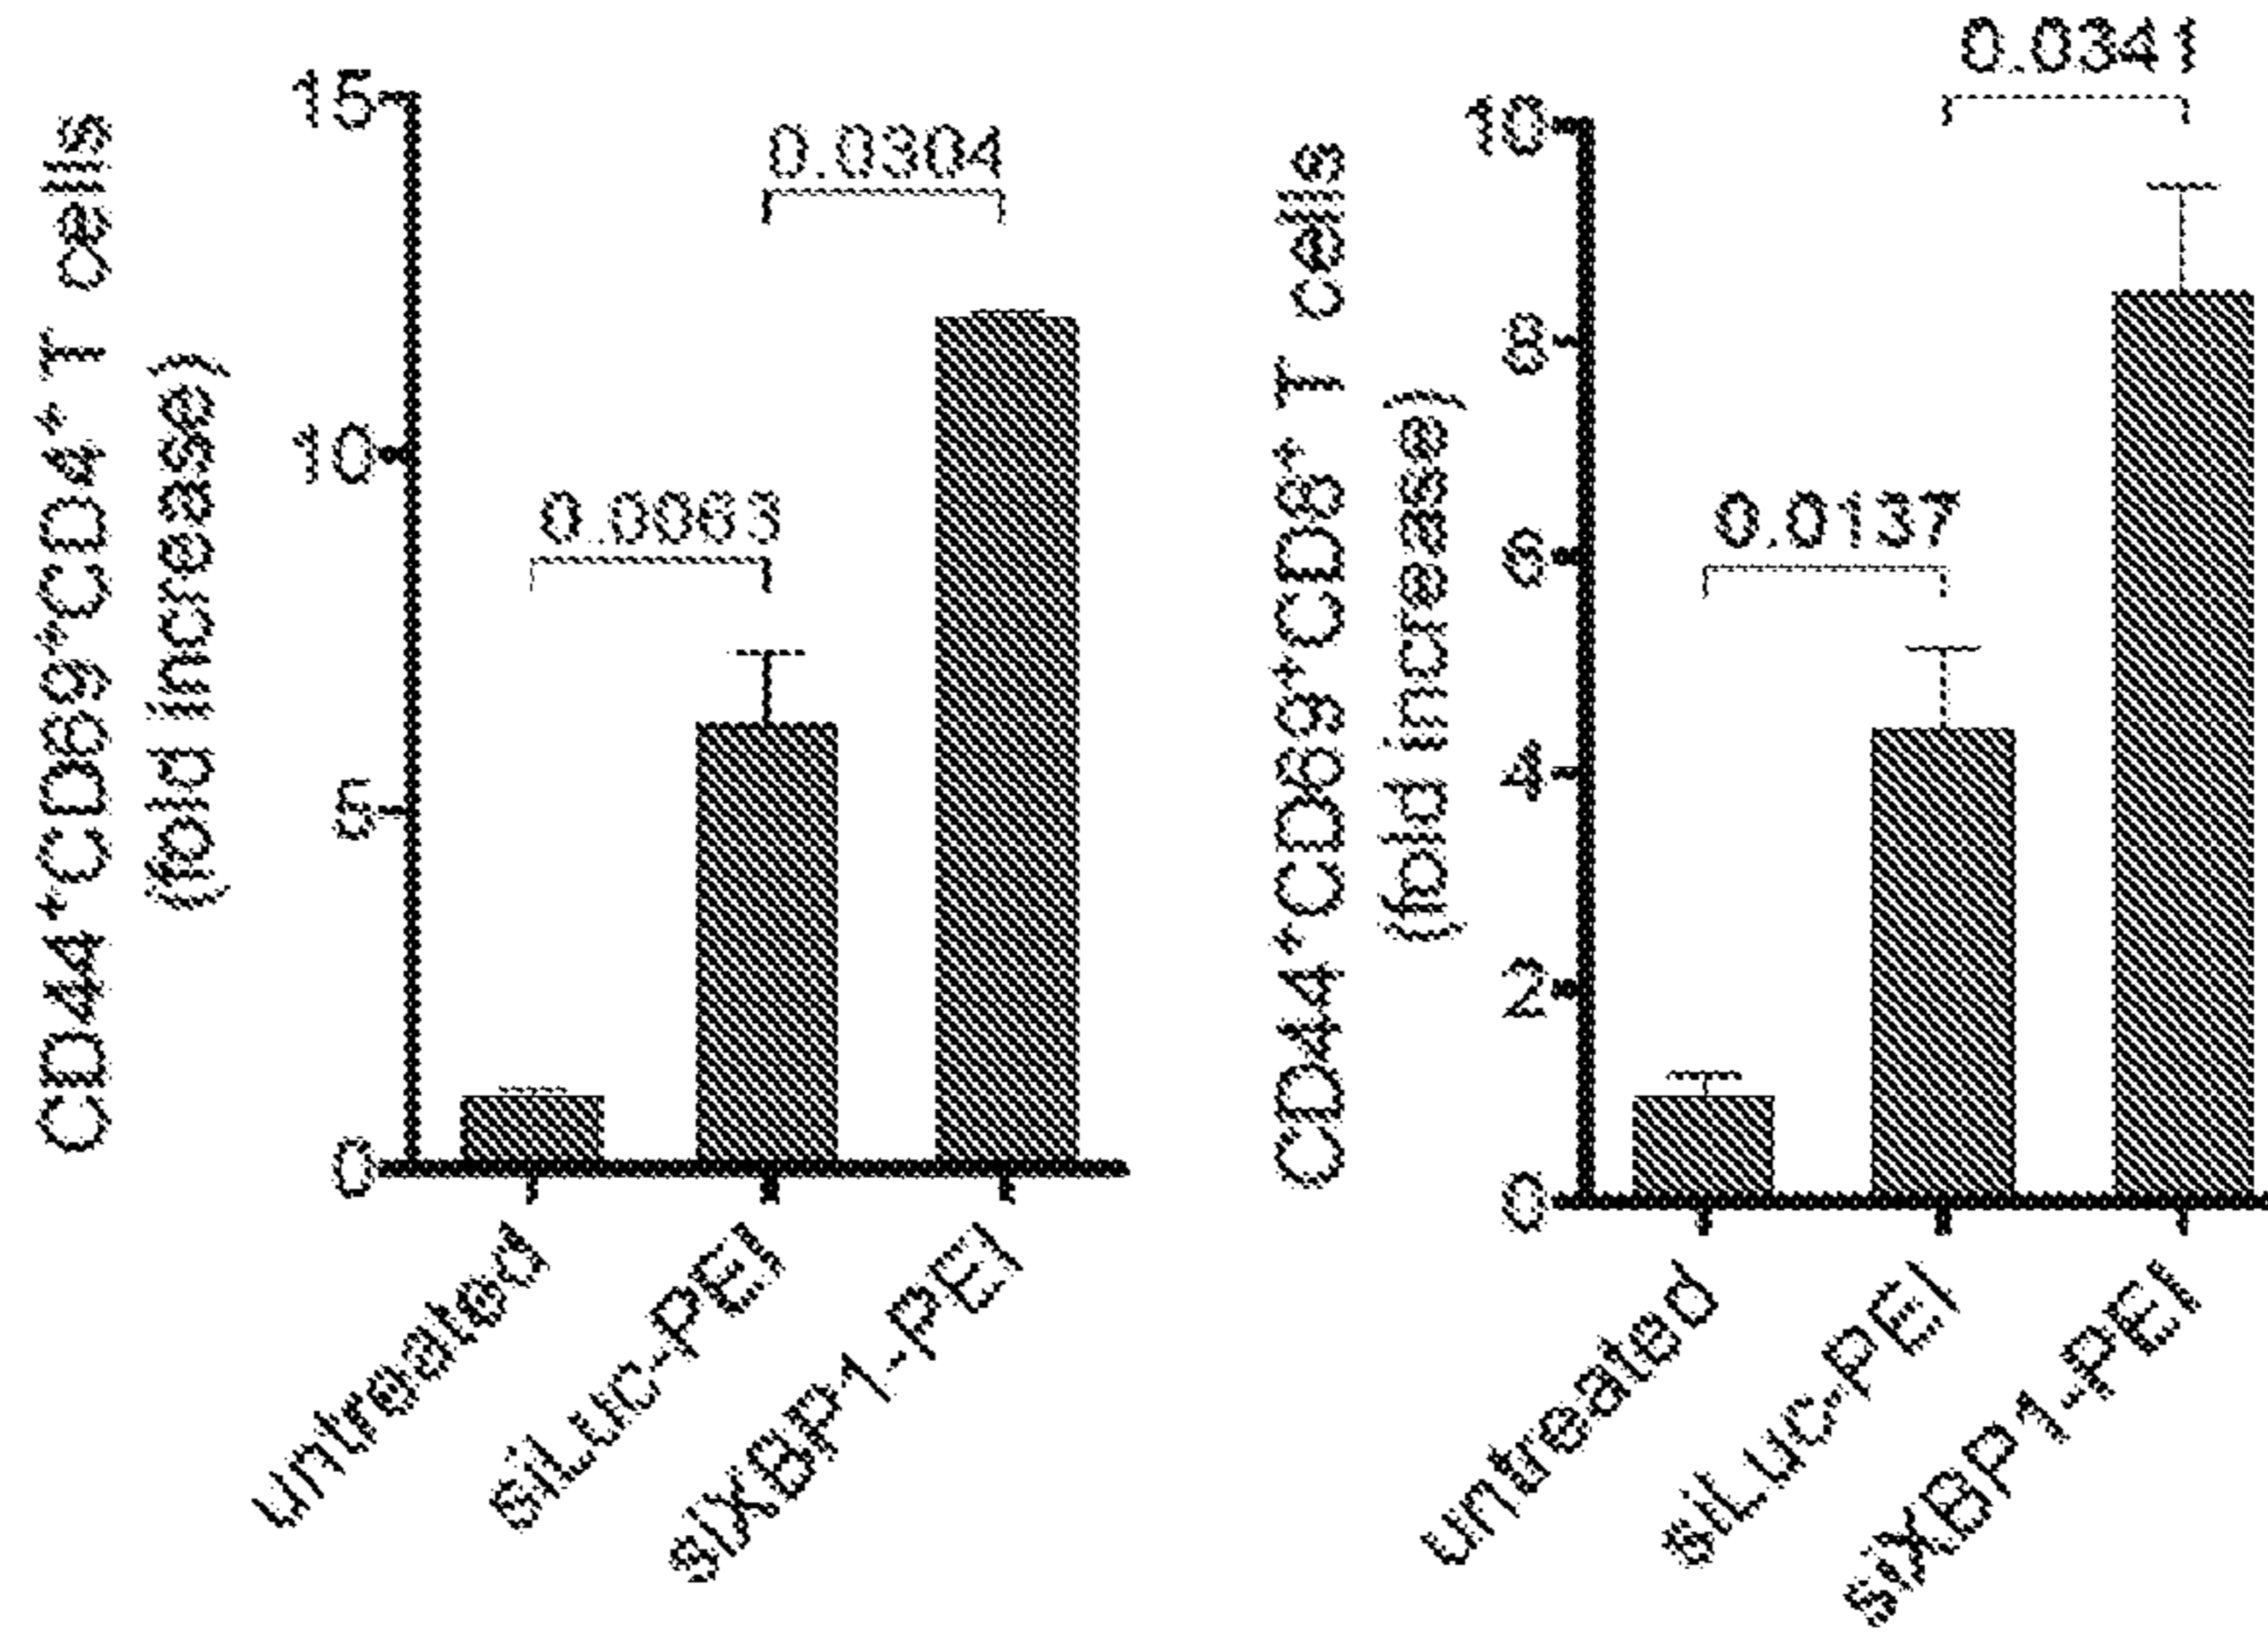 CD44⁺CD69⁺CD4⁺ T cells
(fold increase)
15
10
5
0
0.0304
0.0063
untreated
siLuc-PEI
siXBP1-PEI
CD44⁺CD69⁺CD8⁺ T cells
(fold increase)
10
8
6
4
2
0
0.0341
0.0137
untreated
siLuc-PEI
siXBP1-PEI